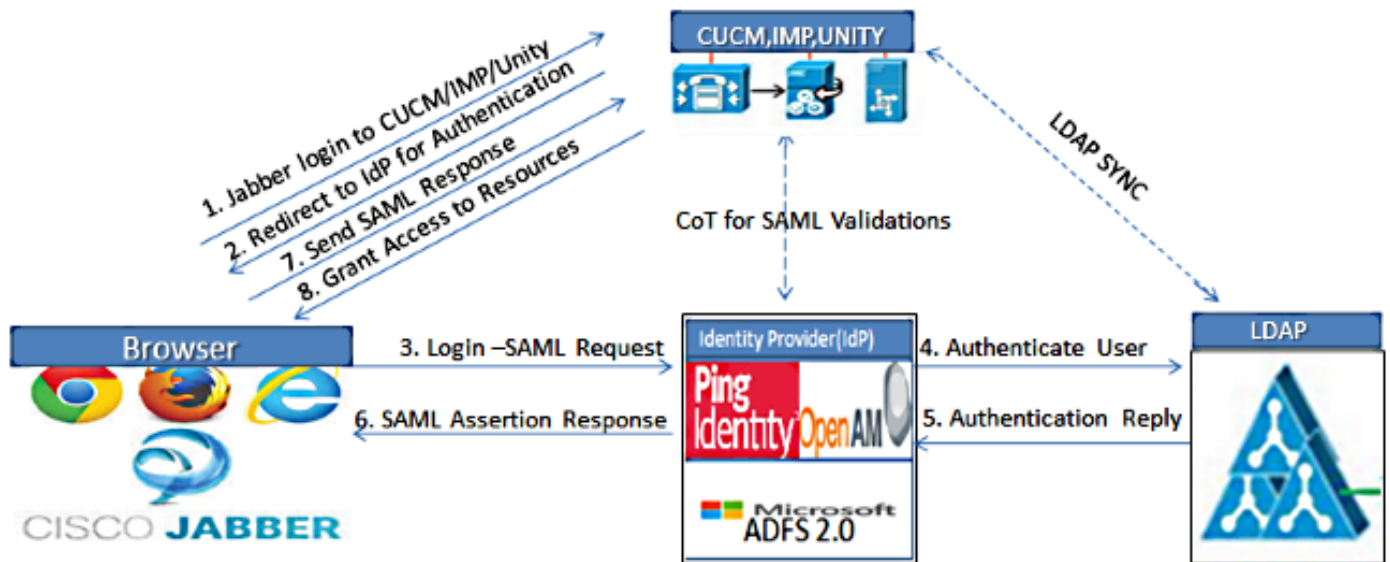 CUCM,IMP,UNITY
1. Jabber login to CUCM/IMP/Unity
2. Redirect to IdP for Authentication
7. Send SAML Response
8. Grant Access to Resources
LDAP SYNC
CoT for SAML Validations
Browser
3. Login –SAML Request
Identity Provider(IdP)
4. Authenticate User
LDAP
Ping
Identity
OpenAM
6. SAML Assertion Response
5. Authentication Reply
CISCO JABBER
Microsoft
ADFS 2.0